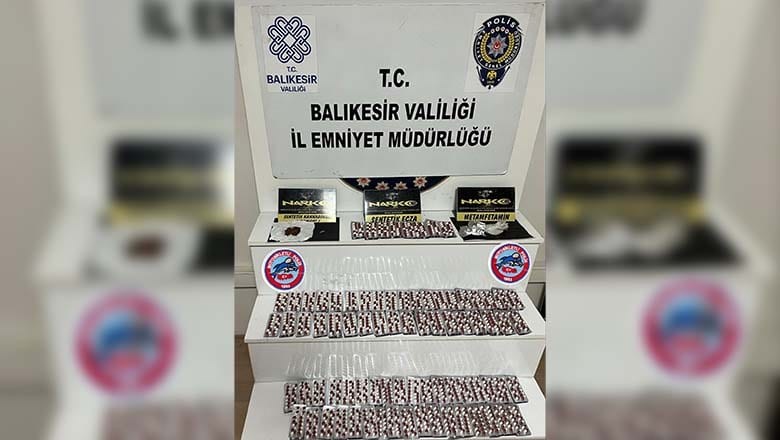 T.C.
BALIKESİR
VALİLİĞİ
POLİS
T.C.
BALIKESİR VALİLİĞİ
İL EMNİYET MÜDÜRLÜĞÜ
NARKO
SENTETİK KANNABİNOİD
NARKO
SENTETİK ECZA
NARKO
METAMFETAMİN